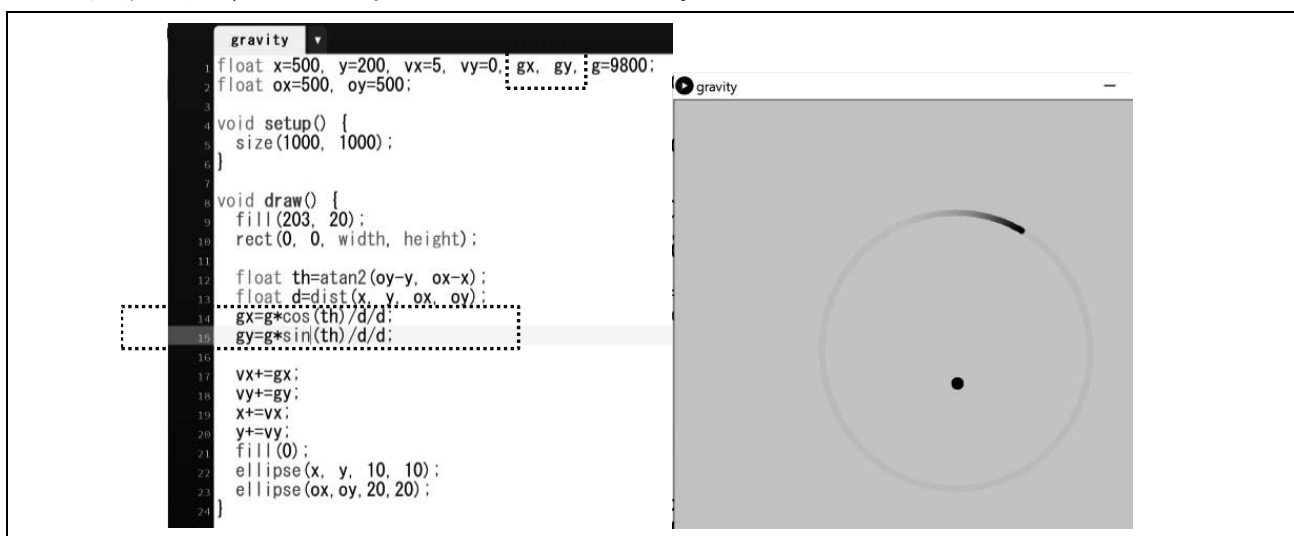 gravity
1 float x=500, y=200, vx=5, vy=0, gx, gy, g=9800;
2 float ox=500, oy=500;
3
4 void setup() {
5   size(1000, 1000);
6 }
7
8 void draw() {
9   fill(203, 20);
10   rect(0, 0, width, height);
11
12   float th=atan2(oy-y, ox-x);
13   float d=dist(x, y, ox, oy);
14   gx=g*cos(th)/d/d;
15   gy=g*sin(th)/d/d;
16
17   vx+=gx;
18   vy+=gy;
19   x+=vx;
20   y+=vy;
21   fill(0);
22   ellipse(x, y, 10, 10);
23   ellipse(ox,oy,20,20);
24 }
gravity